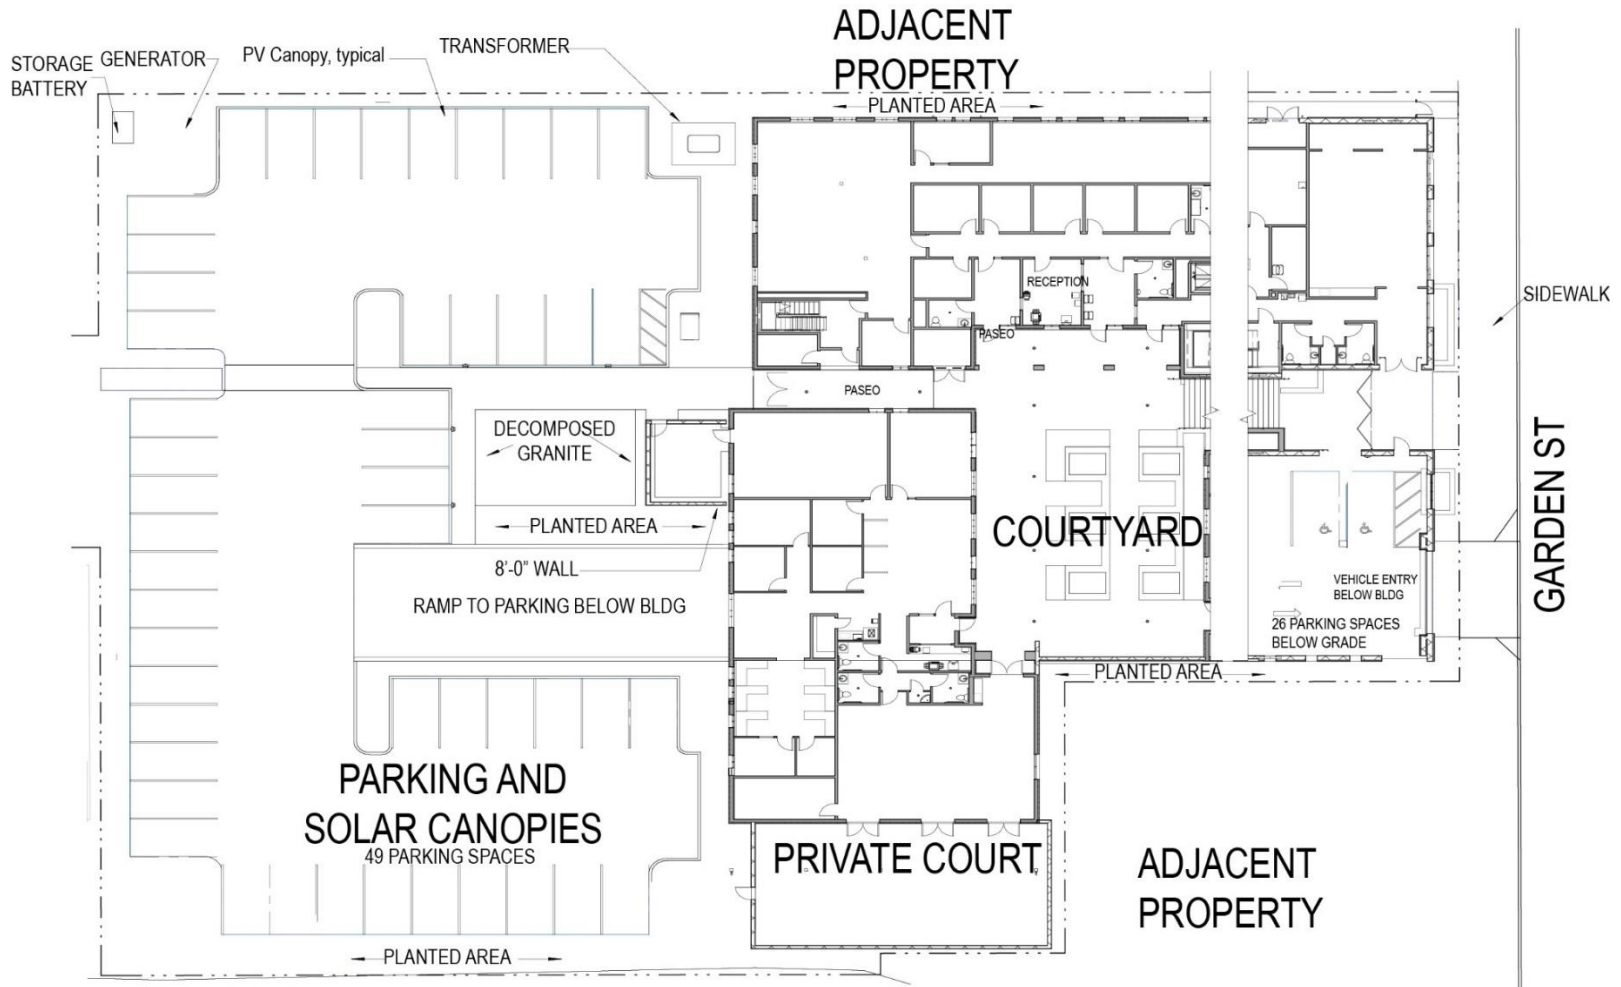 ADJACENT
PROPERTY
STORAGE
BATTERY
GENERATOR
PV Canopy, typical
TRANSFORMER
PLANTED AREA
RECEPTION
PASEO
SIDEWALK
PASEO
DECOMPOSED
GRANITE
PLANTED AREA
8'-0" WALL
RAMP TO PARKING BELOW BLDG
COURTYARD
VEHICLE ENTRY
BELOW BLDG
26 PARKING SPACES
BELOW GRADE
GARDEN ST
PLANTED AREA
PARKING AND
SOLAR CANOPIES
49 PARKING SPACES
PRIVATE COURT
ADJACENT
PROPERTY
PLANTED AREA